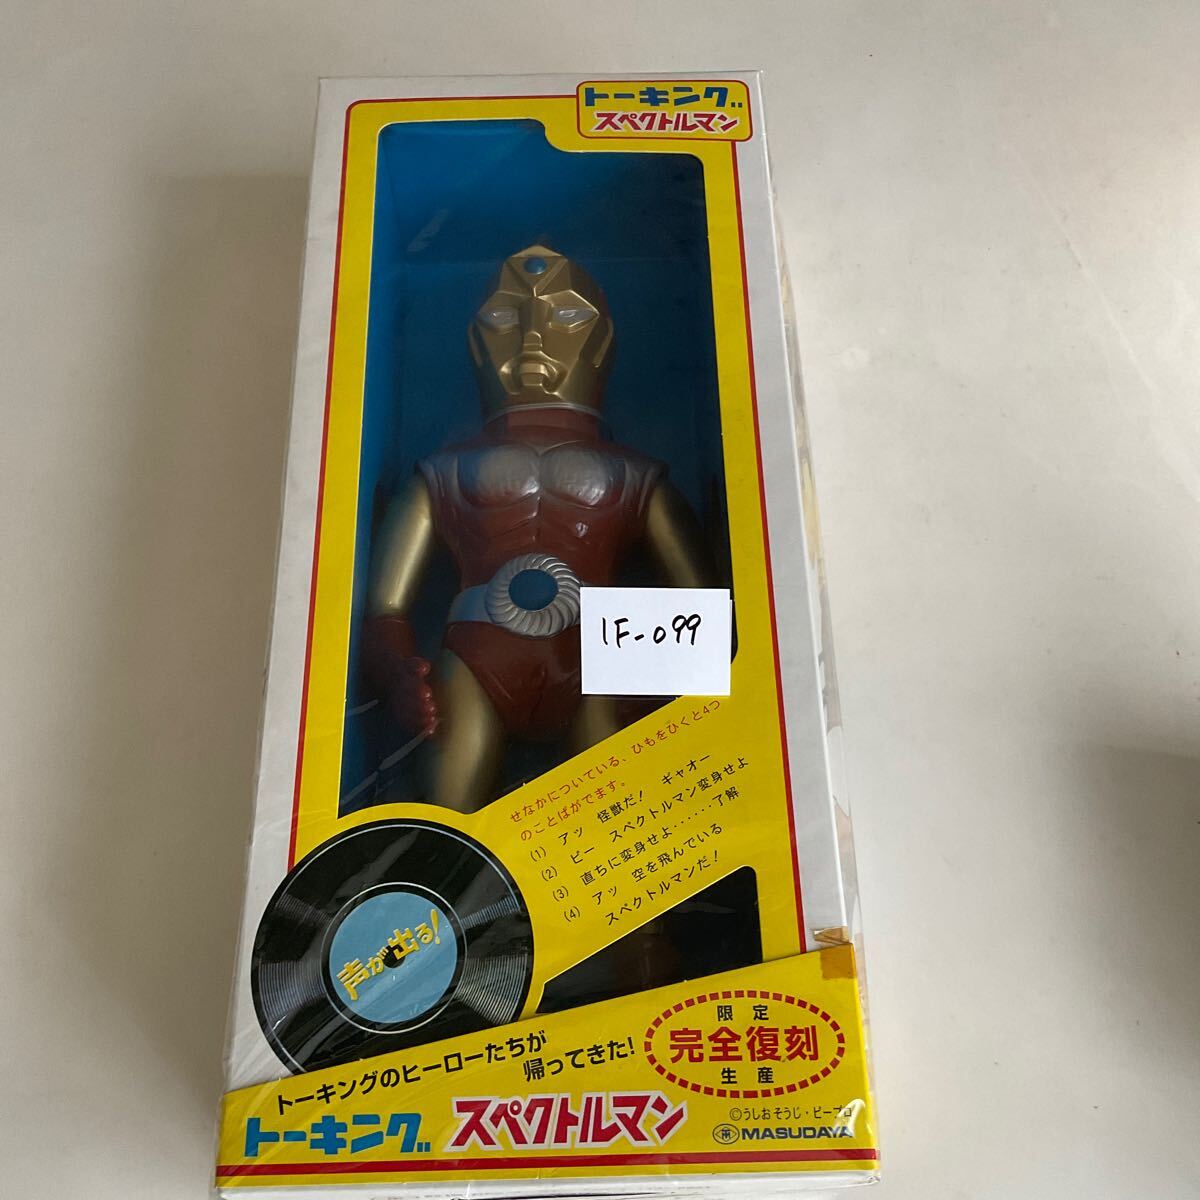 トーキング
スペクトルマン
1F-099
せなかについている、ひもをひくと4つ
のことばがでます。
(1) アッ 怪獣だ! ギャオー
(2) ピー スペクトルマン変身せよ
(3) 直ちに変身せよ……了解
(4) アッ 空を飛んでいる
スペクトルマンだ!
声が出る!
トーキングのヒーローたちが
帰ってきた!
限定
完全復刻
生産
トーキング
スペクトルマン
©うしおそうじ・ピープロ
MASUDAYA